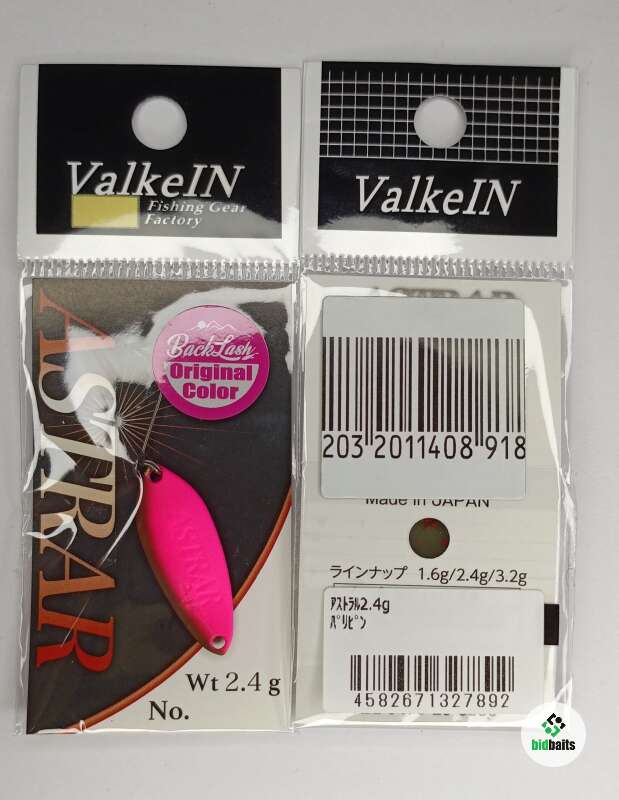 ValkeIN
Fishing Gear
Factory
ASTRAR
BackLash
Original
Color
ASTRAR
Wt 2.4 g
No.
ValkeIN
ASTRAR
203 2011408 918
Made in JAPAN
ラインナップ 1.6g/2.4g/3.2g
ｱｽﾄﾗﾙ2.4g
ﾊﾟﾘﾋﾟﾝ
4582671327892
bidbaits